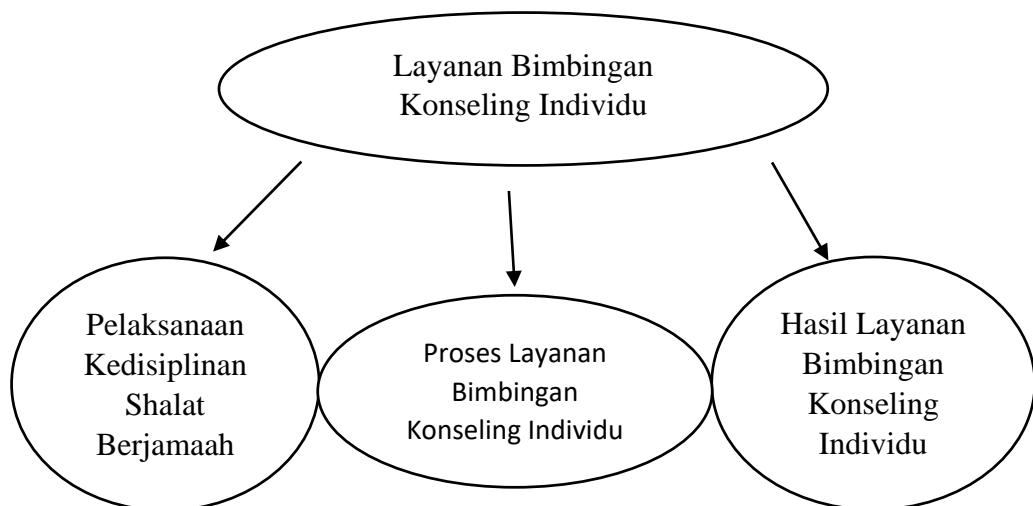 Layanan Bimbingan
Konseling Individu
Pelaksanaan
Kedisiplinan
Shalat
Berjamaah
Proses Layanan
Bimbingan
Konseling Individu
Hasil Layanan
Bimbingan
Konseling
Individu